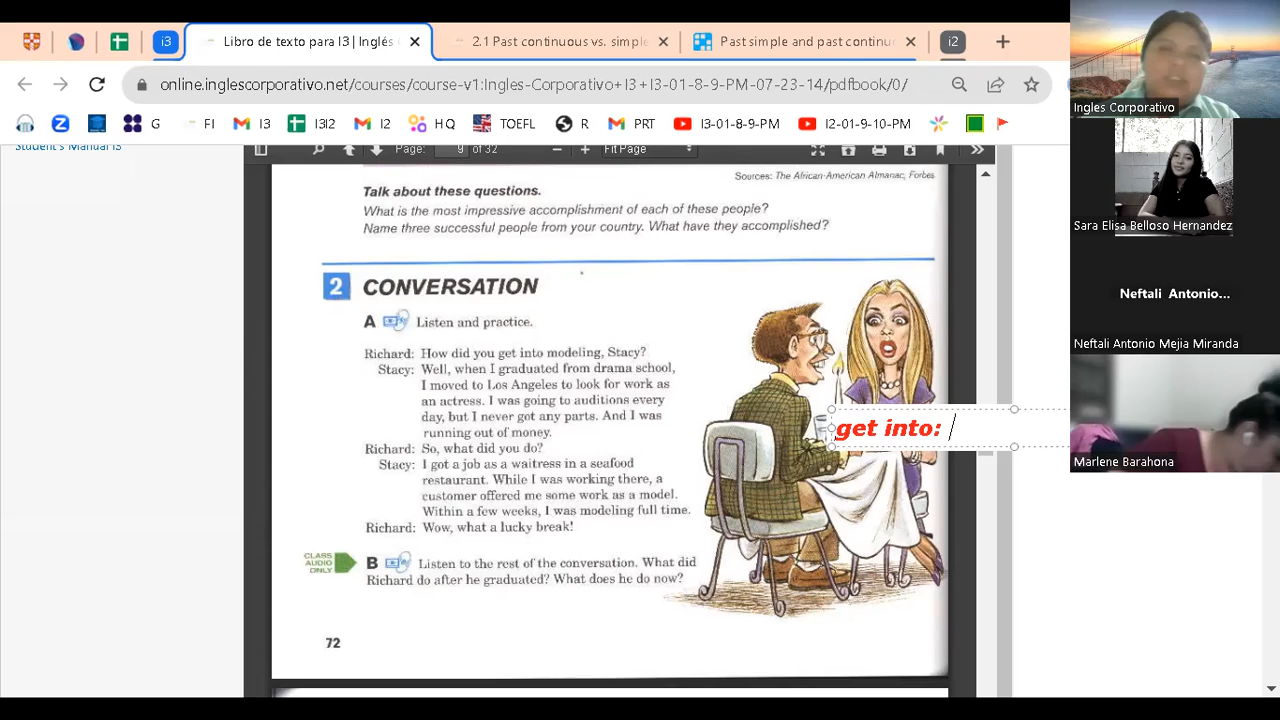 i3
Libro de texto para I3 | Inglés
2.1 Past continuous vs. simple
Past simple and past continu
i2
online.inglescorporativo.net/courses/course-v1:Ingles-Corporativo+I3+I3-01-8-9-PM-07-23-14/pdfbook/0/
G
FI
I3
I3I2
I2
HQ
TOEFL
R
PRT
I3-01-8-9-PM
I2-01-9-10-PM
Student's Manual I3
Page: 9 of 32
Fit Page
Sources: The African-American Almanac, Forbes
Talk about these questions.
What is the most impressive accomplishment of each of these people?
Name three successful people from your country. What have they accomplished?
2 CONVERSATION
A Listen and practice.
Richard: How did you get into modeling, Stacy?
Stacy: Well, when I graduated from drama school,
I moved to Los Angeles to look for work as
an actress. I was going to auditions every
day, but I never got any parts. And I was
running out of money.
Richard: So, what did you do?
Stacy: I got a job as a waitress in a seafood
restaurant. While I was working there, a
customer offered me some work as a model.
Within a few weeks, I was modeling full time.
Richard: Wow, what a lucky break!
get into: /
CLASS
AUDIO
ONLY
B Listen to the rest of the conversation. What did
Richard do after he graduated? What does he do now?
72
Ingles Corporativo
Sara Elisa Belloso Hernandez
Neftali Antonio...
Neftali Antonio Mejia Miranda
Marlene Barahona